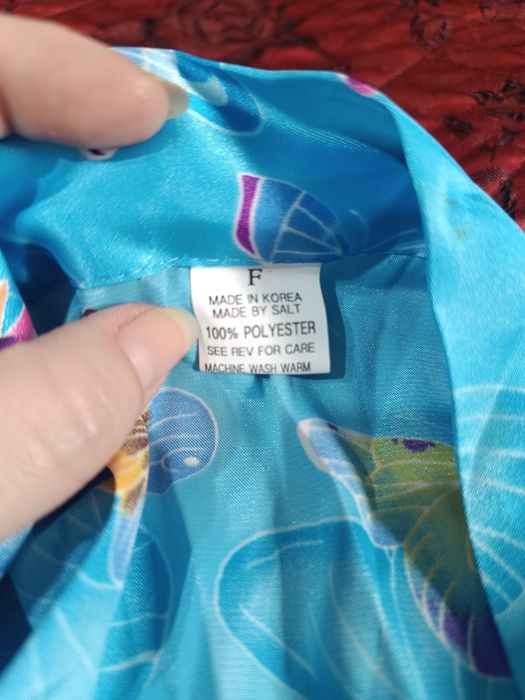 F
MADE IN KOREA
MADE BY SALT
100% POLYESTER
SEE REV FOR CARE
MACHINE WASH WARM